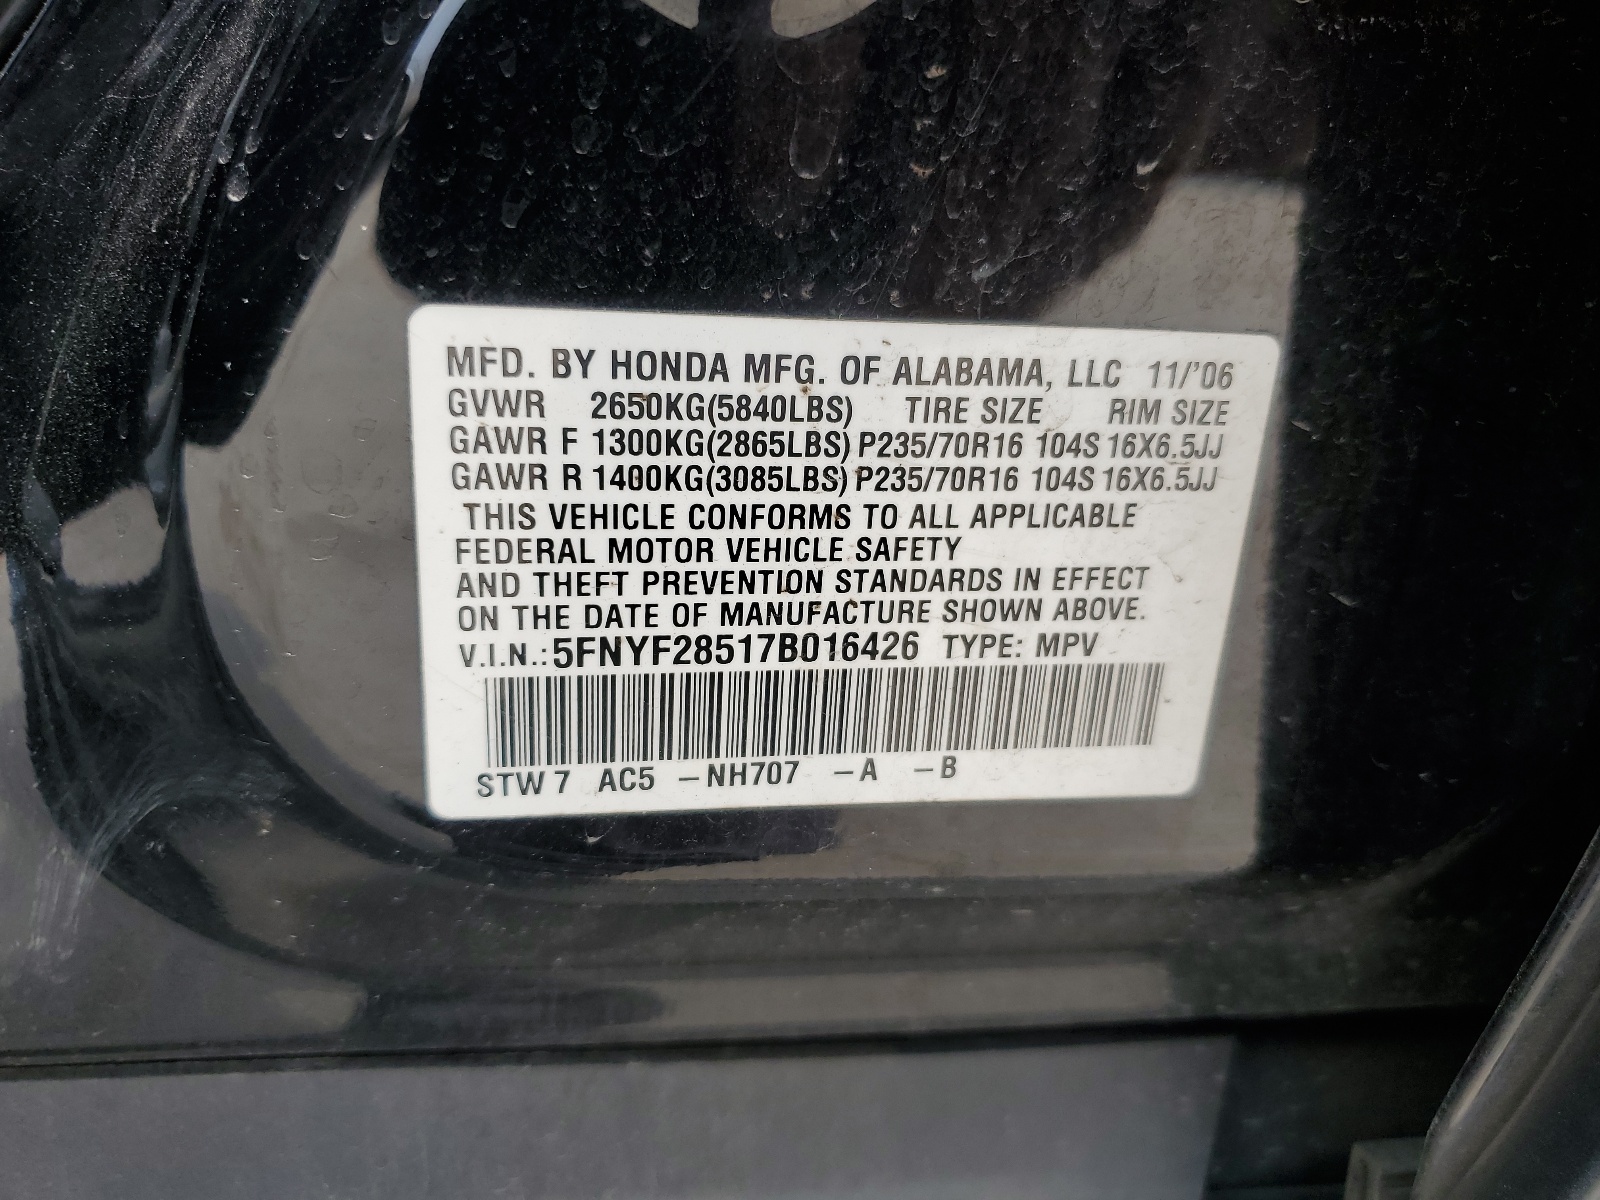 MFD. BY HONDA MFG. OF ALABAMA, LLC 11/'06
GVWR 2650KG(5840LBS) TIRE SIZE RIM SIZE
GAWR F 1300KG(2865LBS) P235/70R16 104S 16X6.5JJ
GAWR R 1400KG(3085LBS) P235/70R16 104S 16X6.5JJ
THIS VEHICLE CONFORMS TO ALL APPLICABLE
FEDERAL MOTOR VEHICLE SAFETY
AND THEFT PREVENTION STANDARDS IN EFFECT
ON THE DATE OF MANUFACTURE SHOWN ABOVE.
V.I.N.: 5FNYF28517B016426 TYPE: MPV
STW 7 AC5 –NH707 –A –B